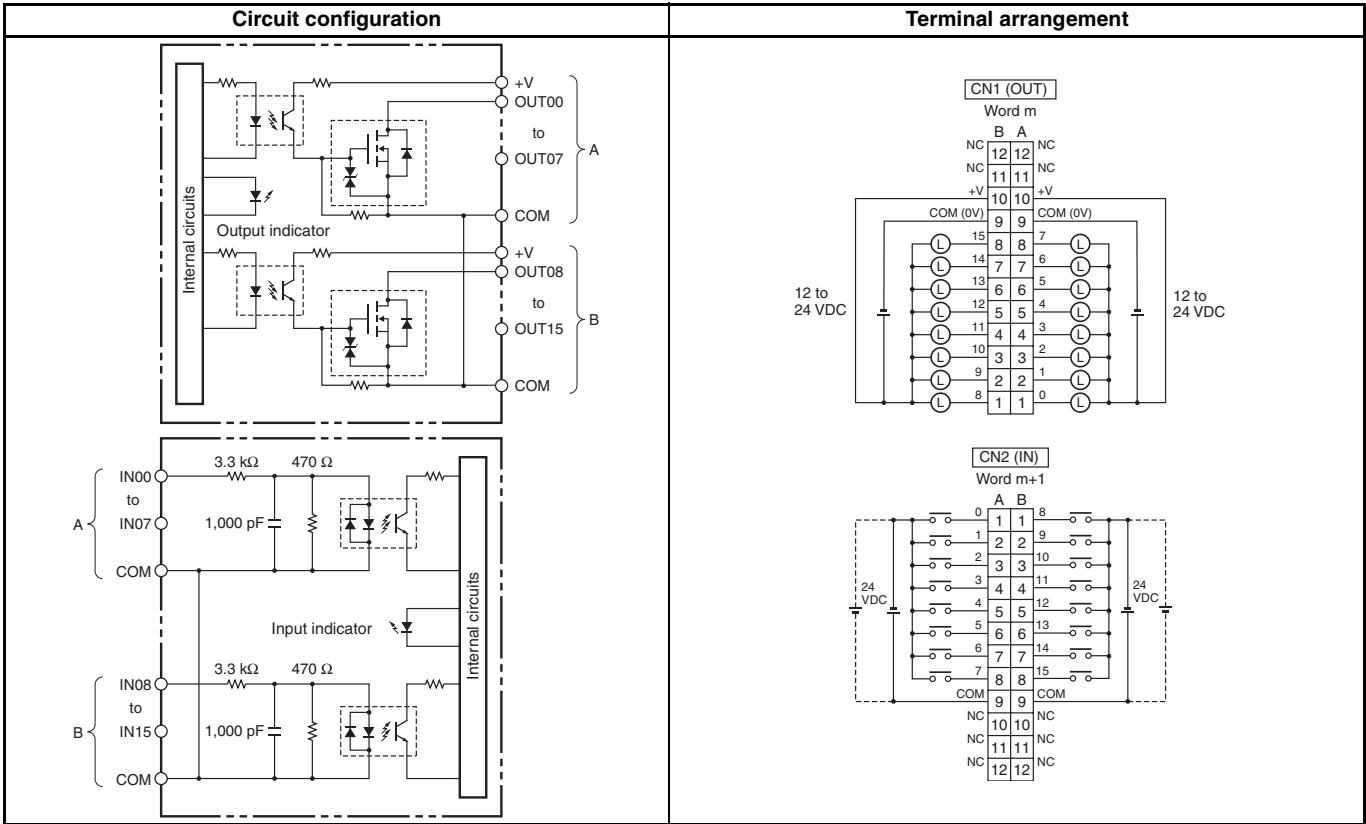 Circuit configuration
Terminal arrangement
Internal circuits
Output indicator
+V
OUT00
to
OUT07
COM
A
+V
OUT08
to
OUT15
COM
B
A
IN00
to
IN07
COM
3.3 kΩ 470 Ω
1,000 pF
Input indicator
Internal circuits
B
IN08
to
IN15
COM
3.3 kΩ 470 Ω
1,000 pF
CN1 (OUT)
Word m
B A
NC 12 12 NC
NC 11 11 NC
+V 10 10 +V
COM (0V) 9 9 COM (0V)
L 15 8 8 7 L
L 14 7 7 6 L
L 13 6 6 5 L
L 12 5 5 4 L
L 11 4 4 3 L
L 10 3 3 2 L
L 9 2 2 1 L
L 8 1 1 0 L
12 to
24 VDC
12 to
24 VDC
CN2 (IN)
Word m+1
A B
0 1 1 8
1 2 2 9
2 3 3 10
3 4 4 11
4 5 5 12
5 6 6 13
6 7 7 14
7 8 8 15
COM 9 9 COM
NC 10 10 NC
NC 11 11 NC
NC 12 12 NC
24
VDC
24
VDC